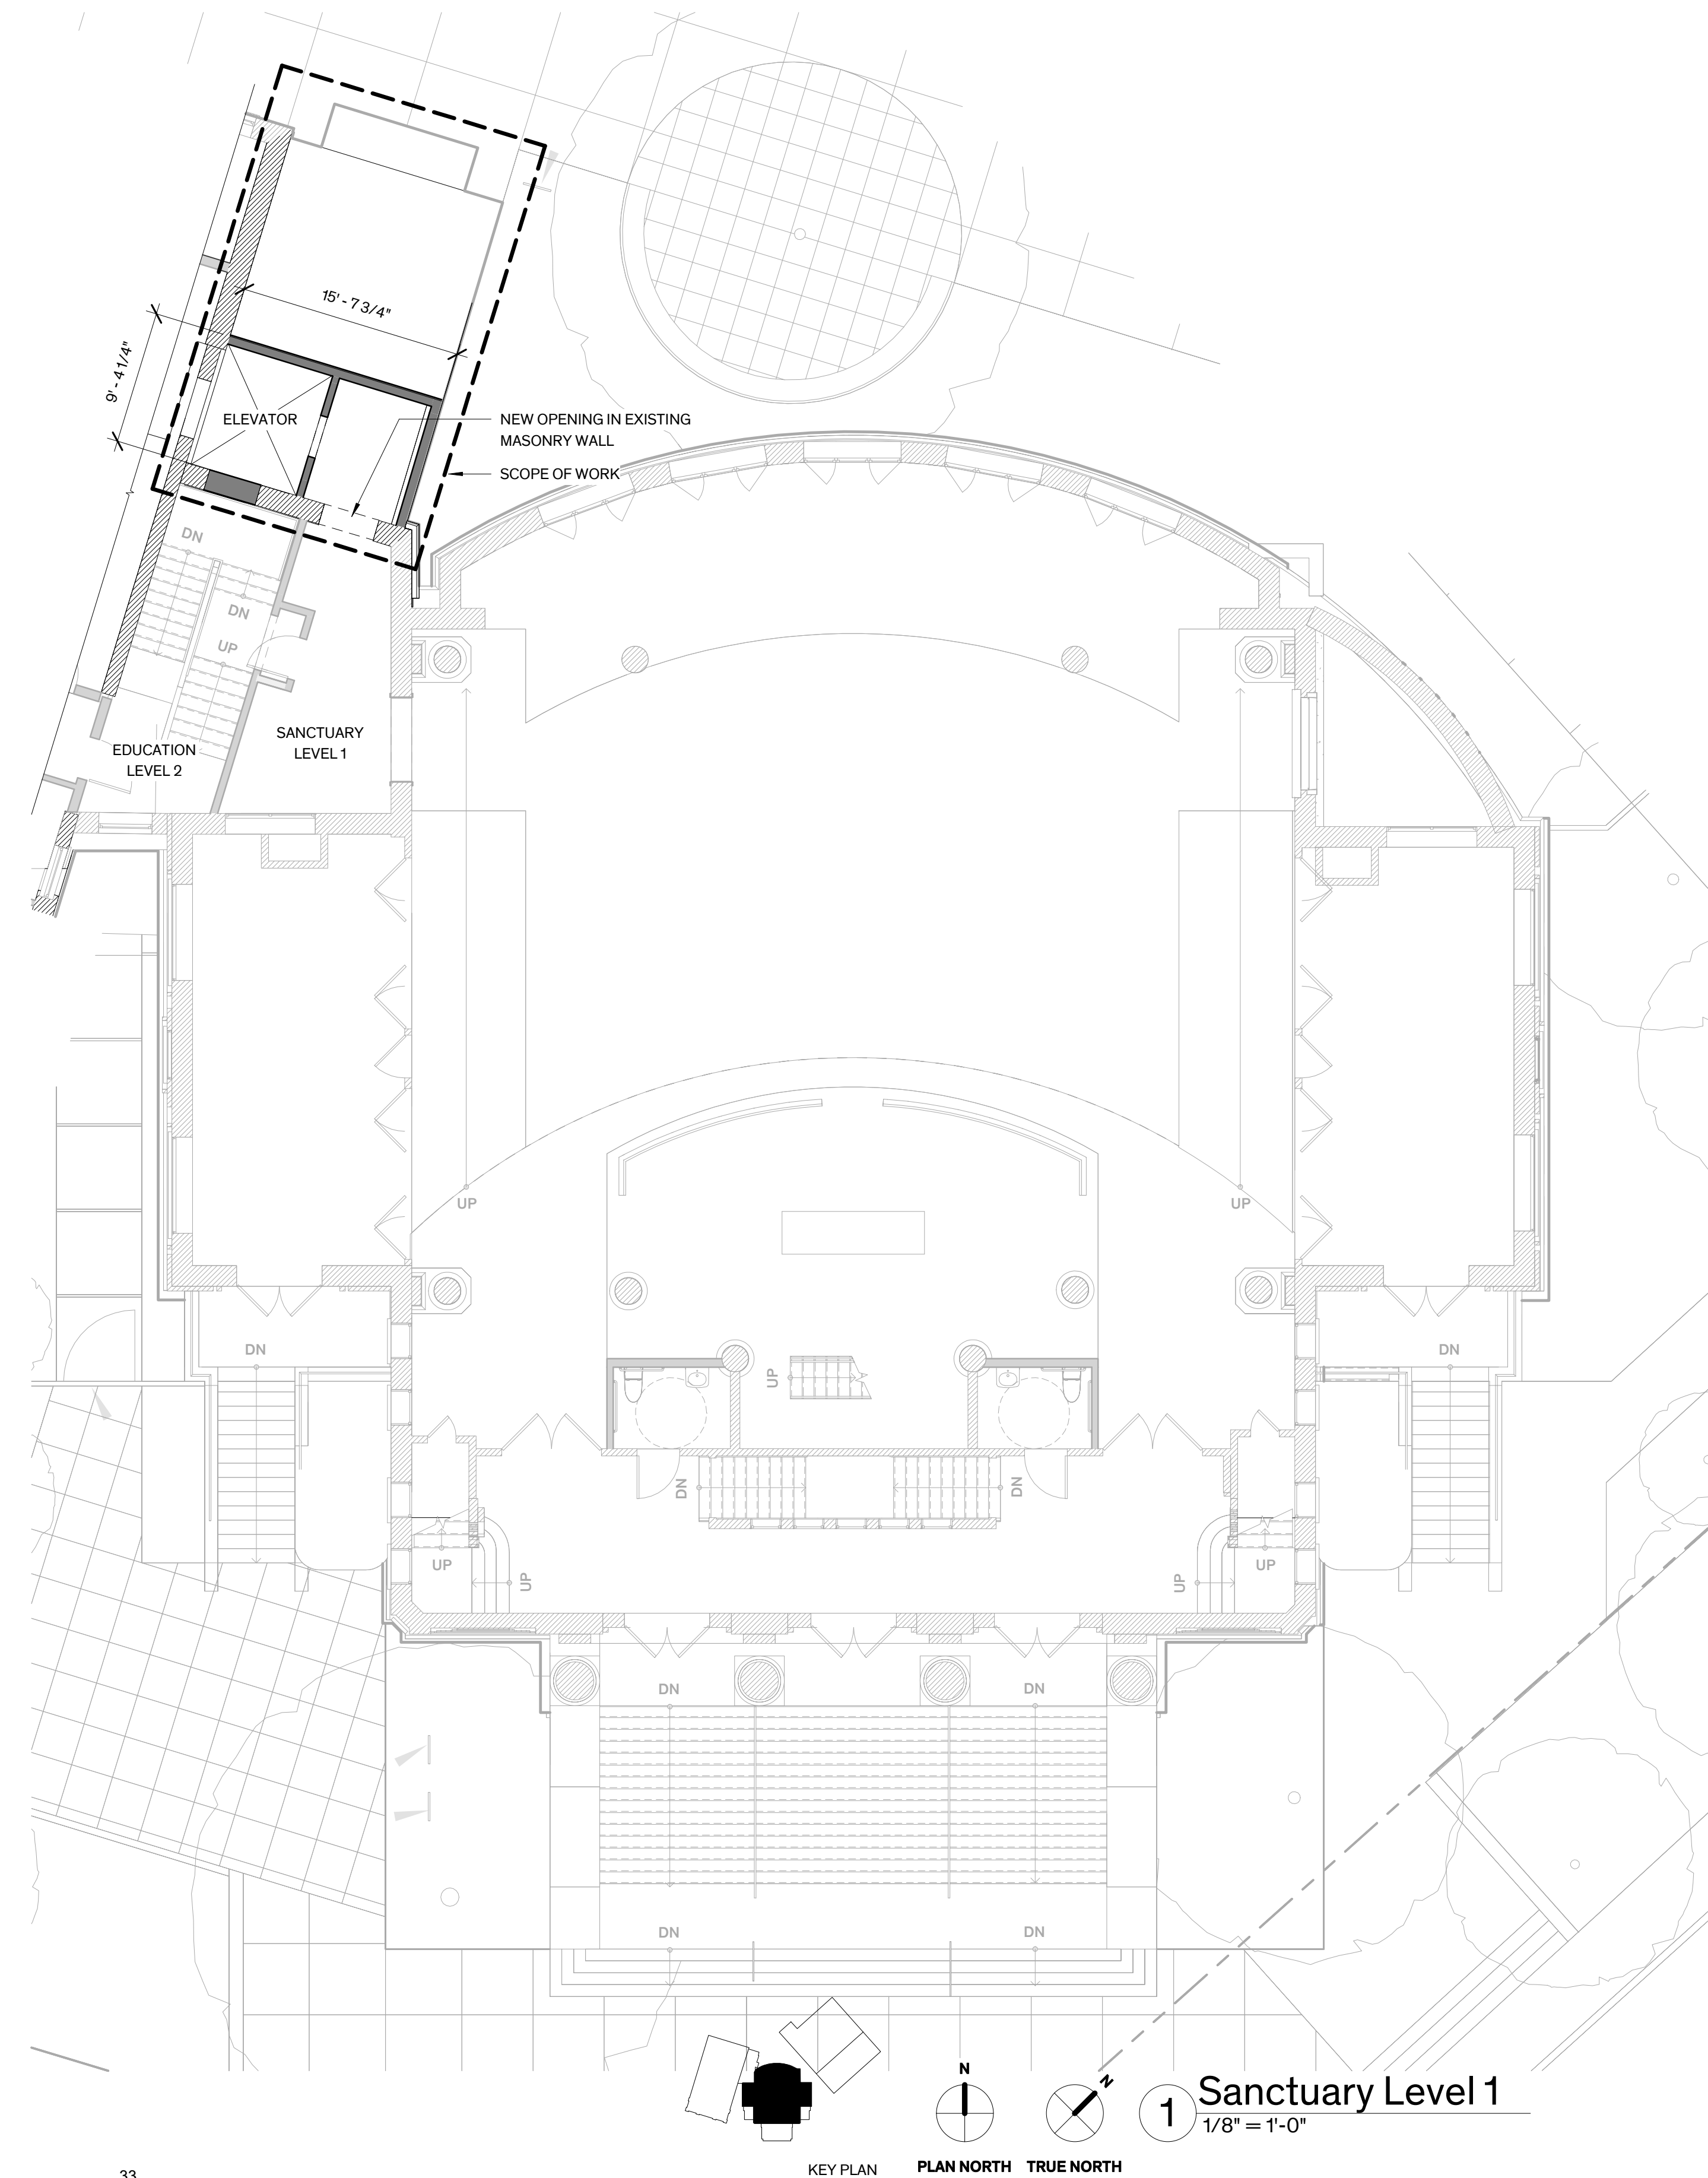 15' - 7 3/4"
9' - 4 1/4"
ELEVATOR
NEW OPENING IN EXISTING
MASONRY WALL
SCOPE OF WORK
DN
DN
UP
SANCTUARY
LEVEL 1
EDUCATION
LEVEL 2
UP
UP
DN
UP
DN
DN
DN
UP
UP
UP
UP
DN
DN
DN
DN
N
N
1
Sanctuary Level 1
1/8" = 1'-0"
KEY PLAN
PLAN NORTH
TRUE NORTH
33